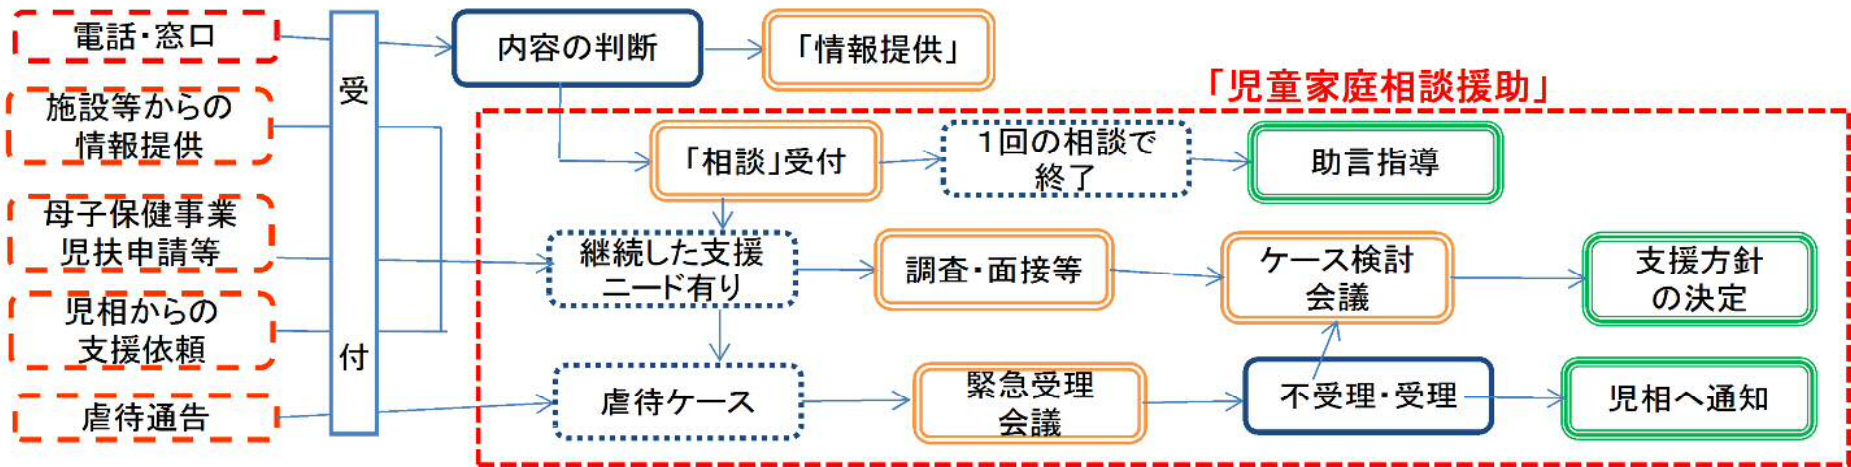 電話・窓口
施設等からの
情報提供
母子保健事業
児扶申請等
児相からの
支援依頼
虐待通告
受
付
内容の判断
「情報提供」
「児童家庭相談援助」
「相談」受付
1回の相談で
終了
助言指導
継続した支援
ニード有り
調査・面接等
ケース検討
会議
支援方針
の決定
虐待ケース
緊急受理
会議
不受理・受理
児相へ通知